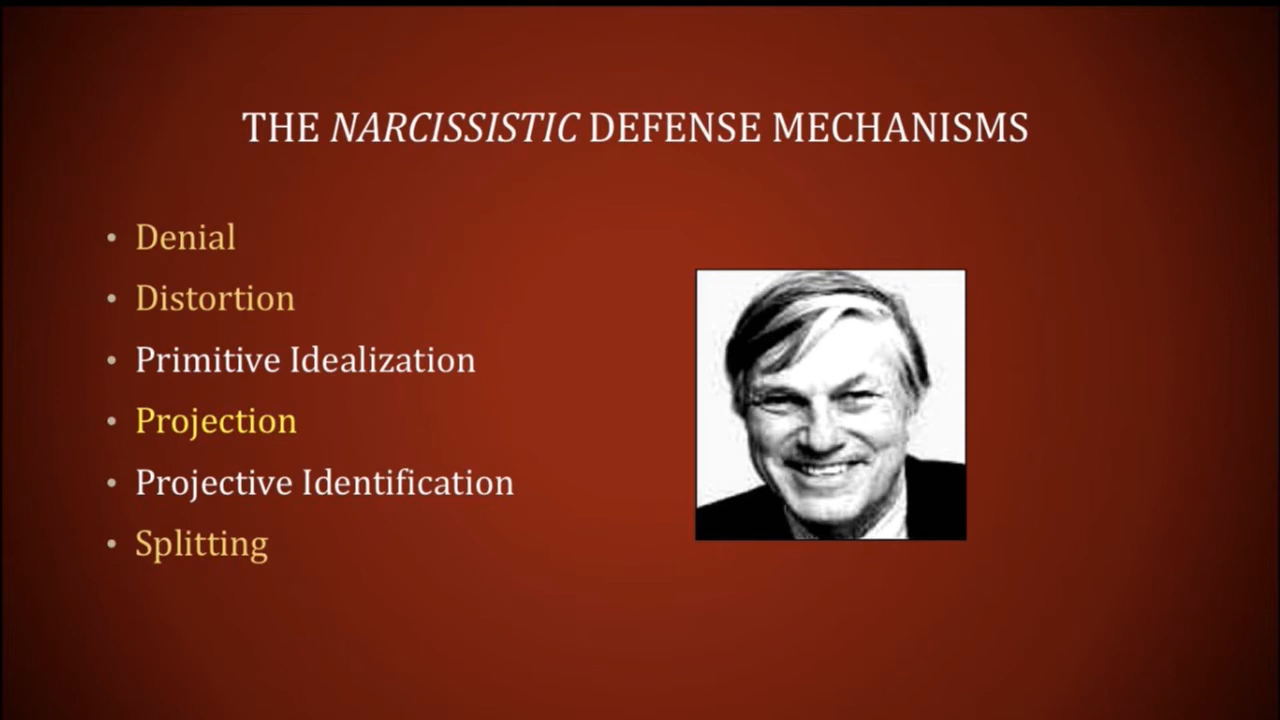 THE NARCISSISTIC DEFENSE MECHANISMS
• Denial
• Distortion
• Primitive Idealization
• Projection
• Projective Identification
• Splitting